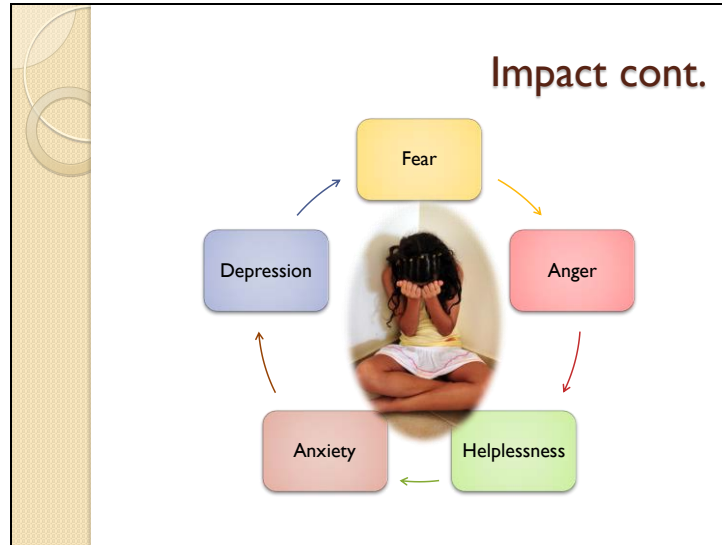 Impact cont.
Fear
Anger
Helplessness
Anxiety
Depression